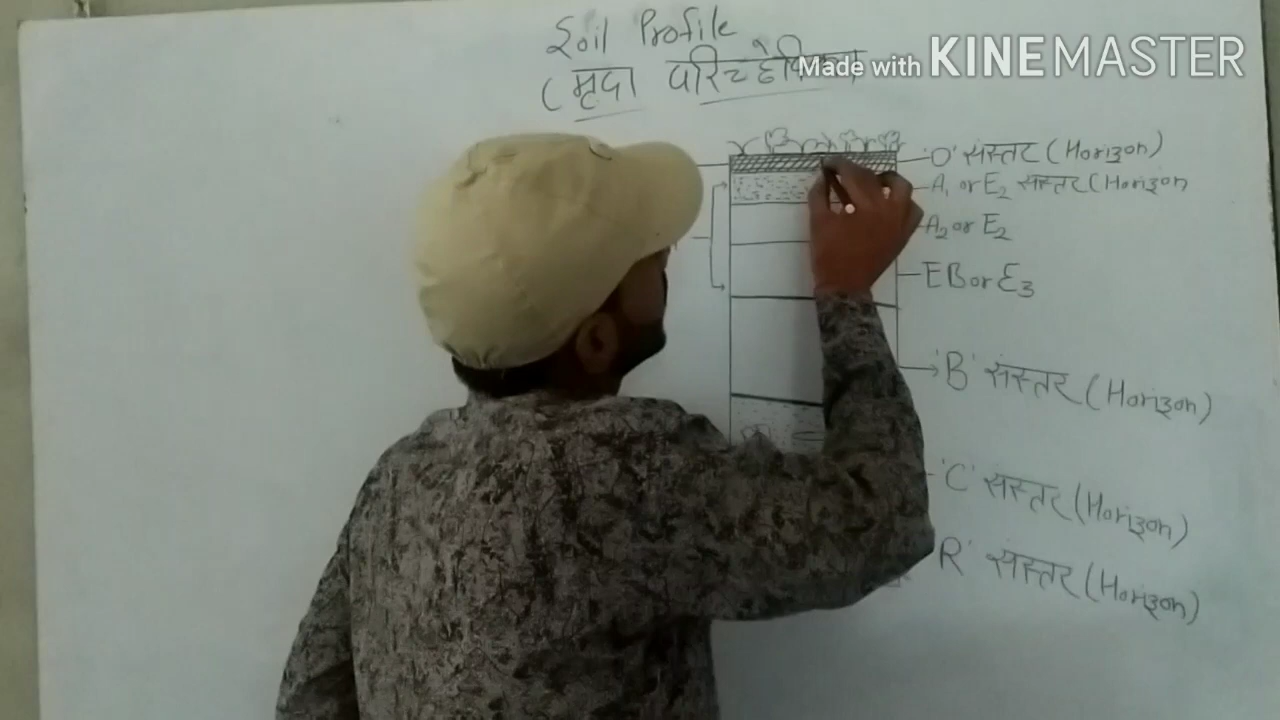 Soil Profile
(मृदा परिच्छेदिका
Made with KINEMASTER
'O' संस्तर (Horizon)
A₁ or E₂ संस्तर (Horizon
A₂ or E₂
EB or E₃
'B' संस्तर (Horizon)
'C' संस्तर (Horizon)
R' संस्तर (Horizon)